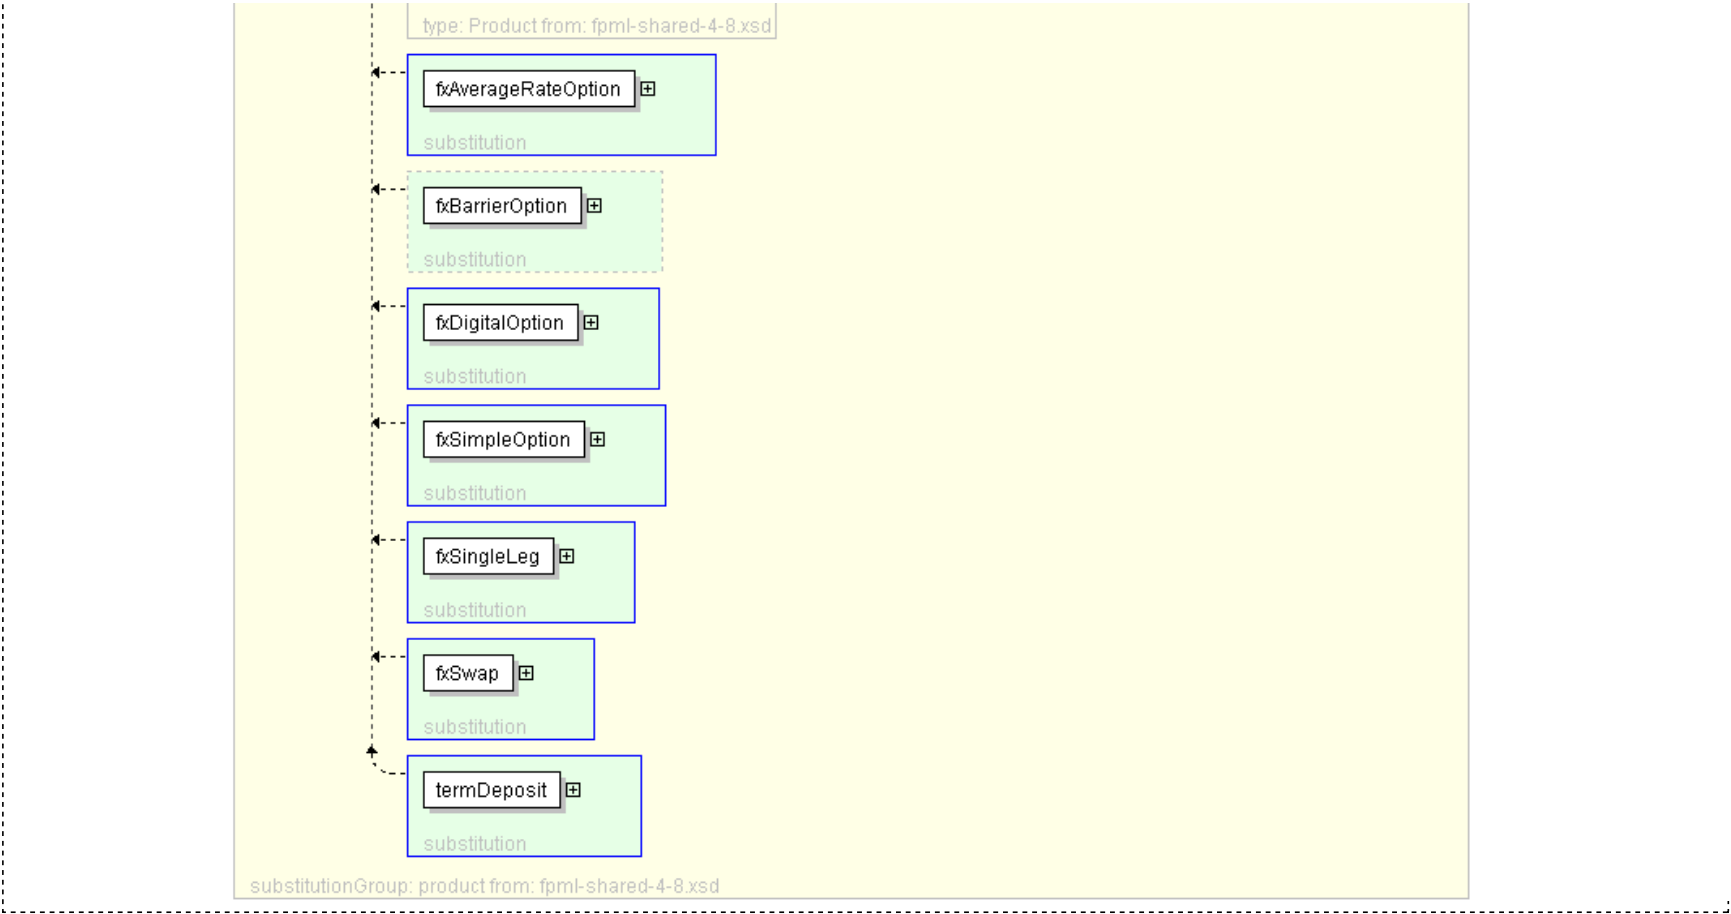 type: Product from: fpml-shared-4-8.xsd
fxAverageRateOption
substitution
fxBarrierOption
substitution
fxDigitalOption
substitution
fxSimpleOption
substitution
fxSingleLeg
substitution
fxSwap
substitution
termDeposit
substitution
substitutionGroup: product from: fpml-shared-4-8.xsd